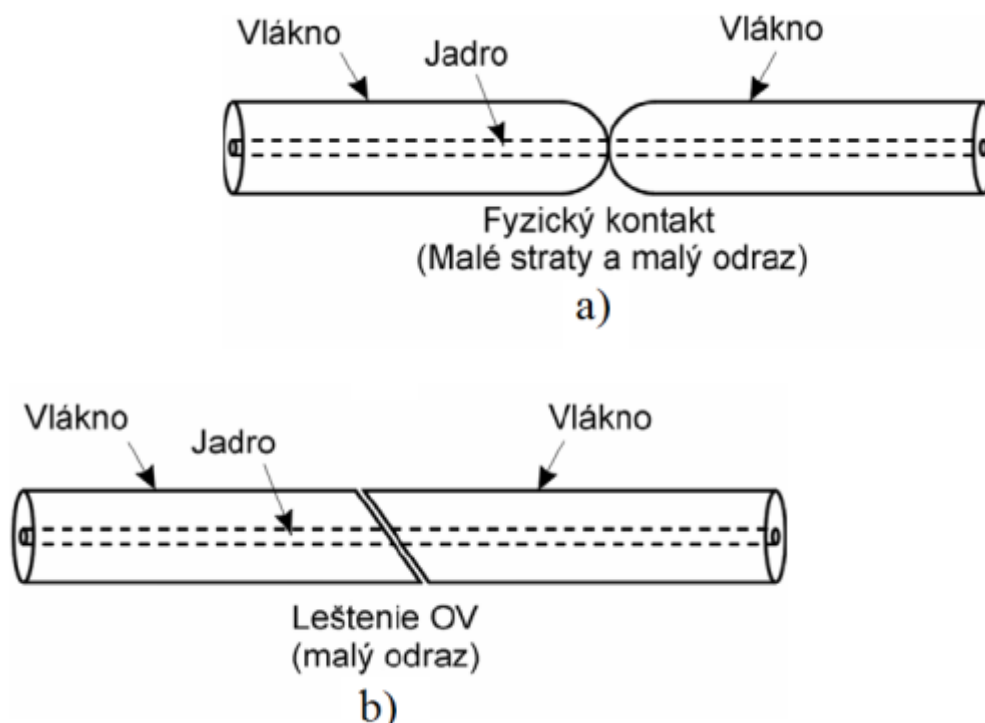 Vlákno
Vlákno
Jadro
Fyzický kontakt
(Malé straty a malý odraz)
a)
Vlákno
Vlákno
Jadro
Leštenie OV
(malý odraz)
b)